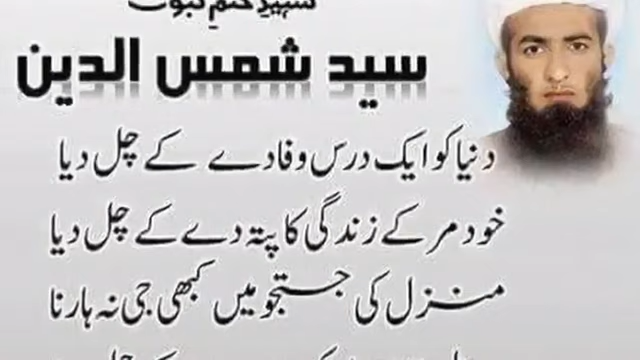 شہیدِ ختمِ نبوت
سید شمس الدین
دنیا کو ایک درس وفا دے کے چل دیا
خود مر کے زندگی کا پتہ دے کے چل دیا
منزل کی جستجو میں کبھی جی نہ ہارنا